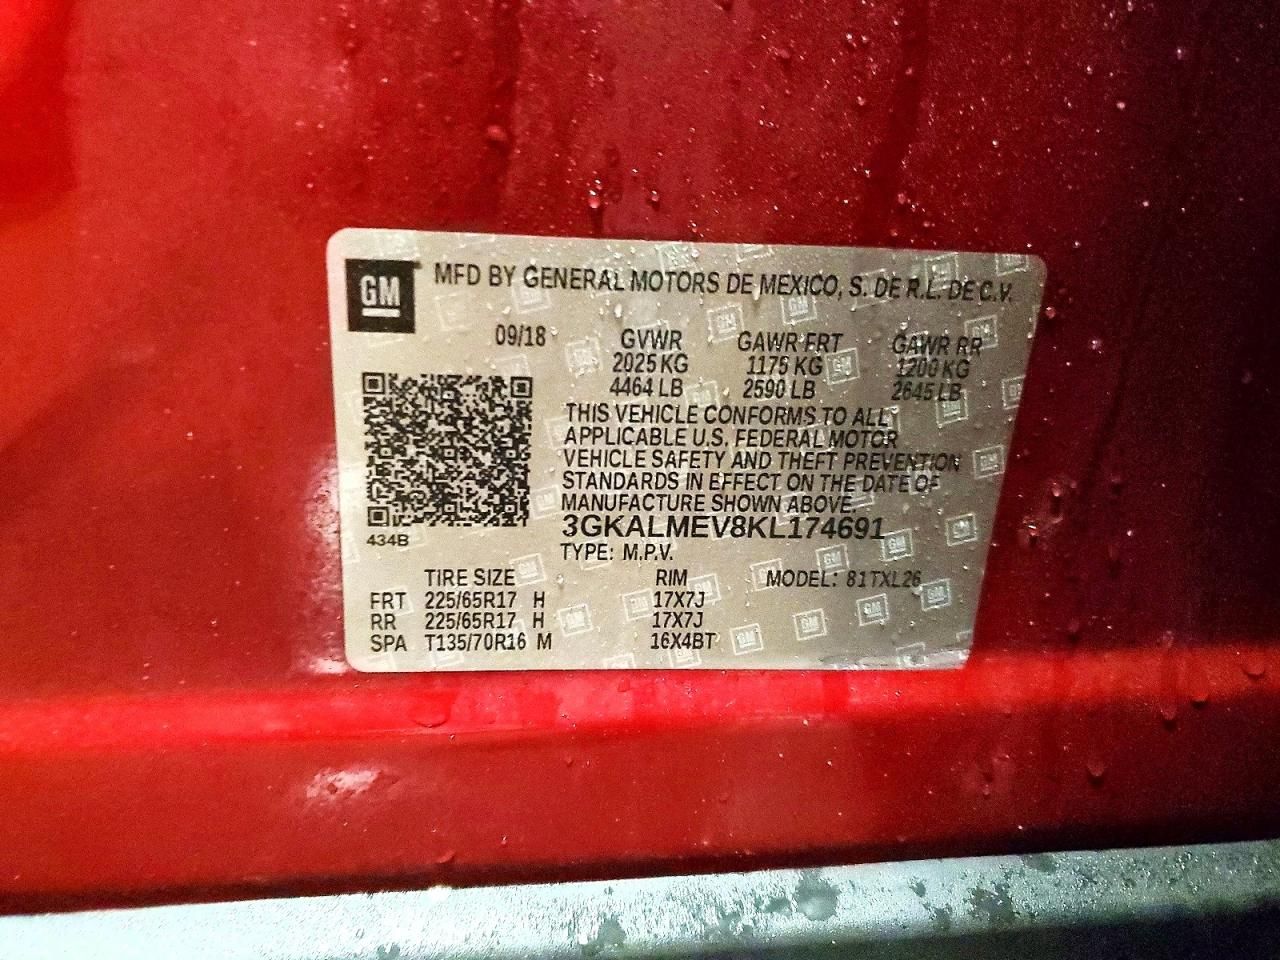 GM
MFD BY GENERAL MOTORS DE MEXICO, S. DE R.L. DE C.V.
09/18 GVWR GAWR FRT GAWR RR
2025 KG 1175 KG 1200 KG
4464 LB 2590 LB 2645 LB
THIS VEHICLE CONFORMS TO ALL
APPLICABLE U.S. FEDERAL MOTOR
VEHICLE SAFETY AND THEFT PREVENTION
STANDARDS IN EFFECT ON THE DATE OF
MANUFACTURE SHOWN ABOVE.
3GKALMEV8KL174691
434B
TYPE: M.P.V.
TIRE SIZE RIM MODEL: 81TXL26
FRT 225/65R17 H 17X7J
RR 225/65R17 H 17X7J
SPA T135/70R16 M 16X4BT